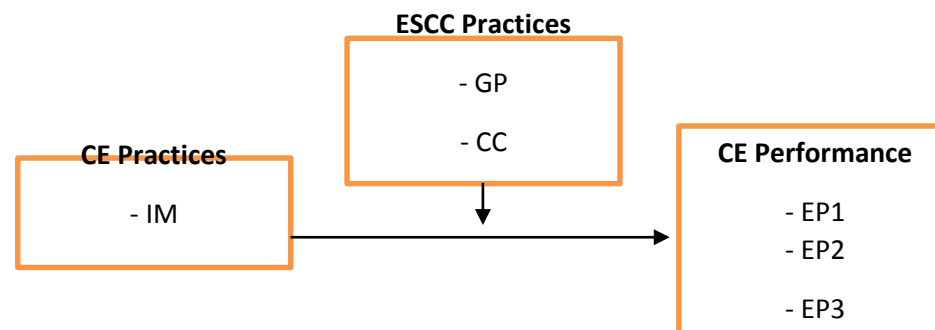 ESCC Practices
- GP
- CC
CE Practices
- IM
CE Performance
- EP1
- EP2
- EP3